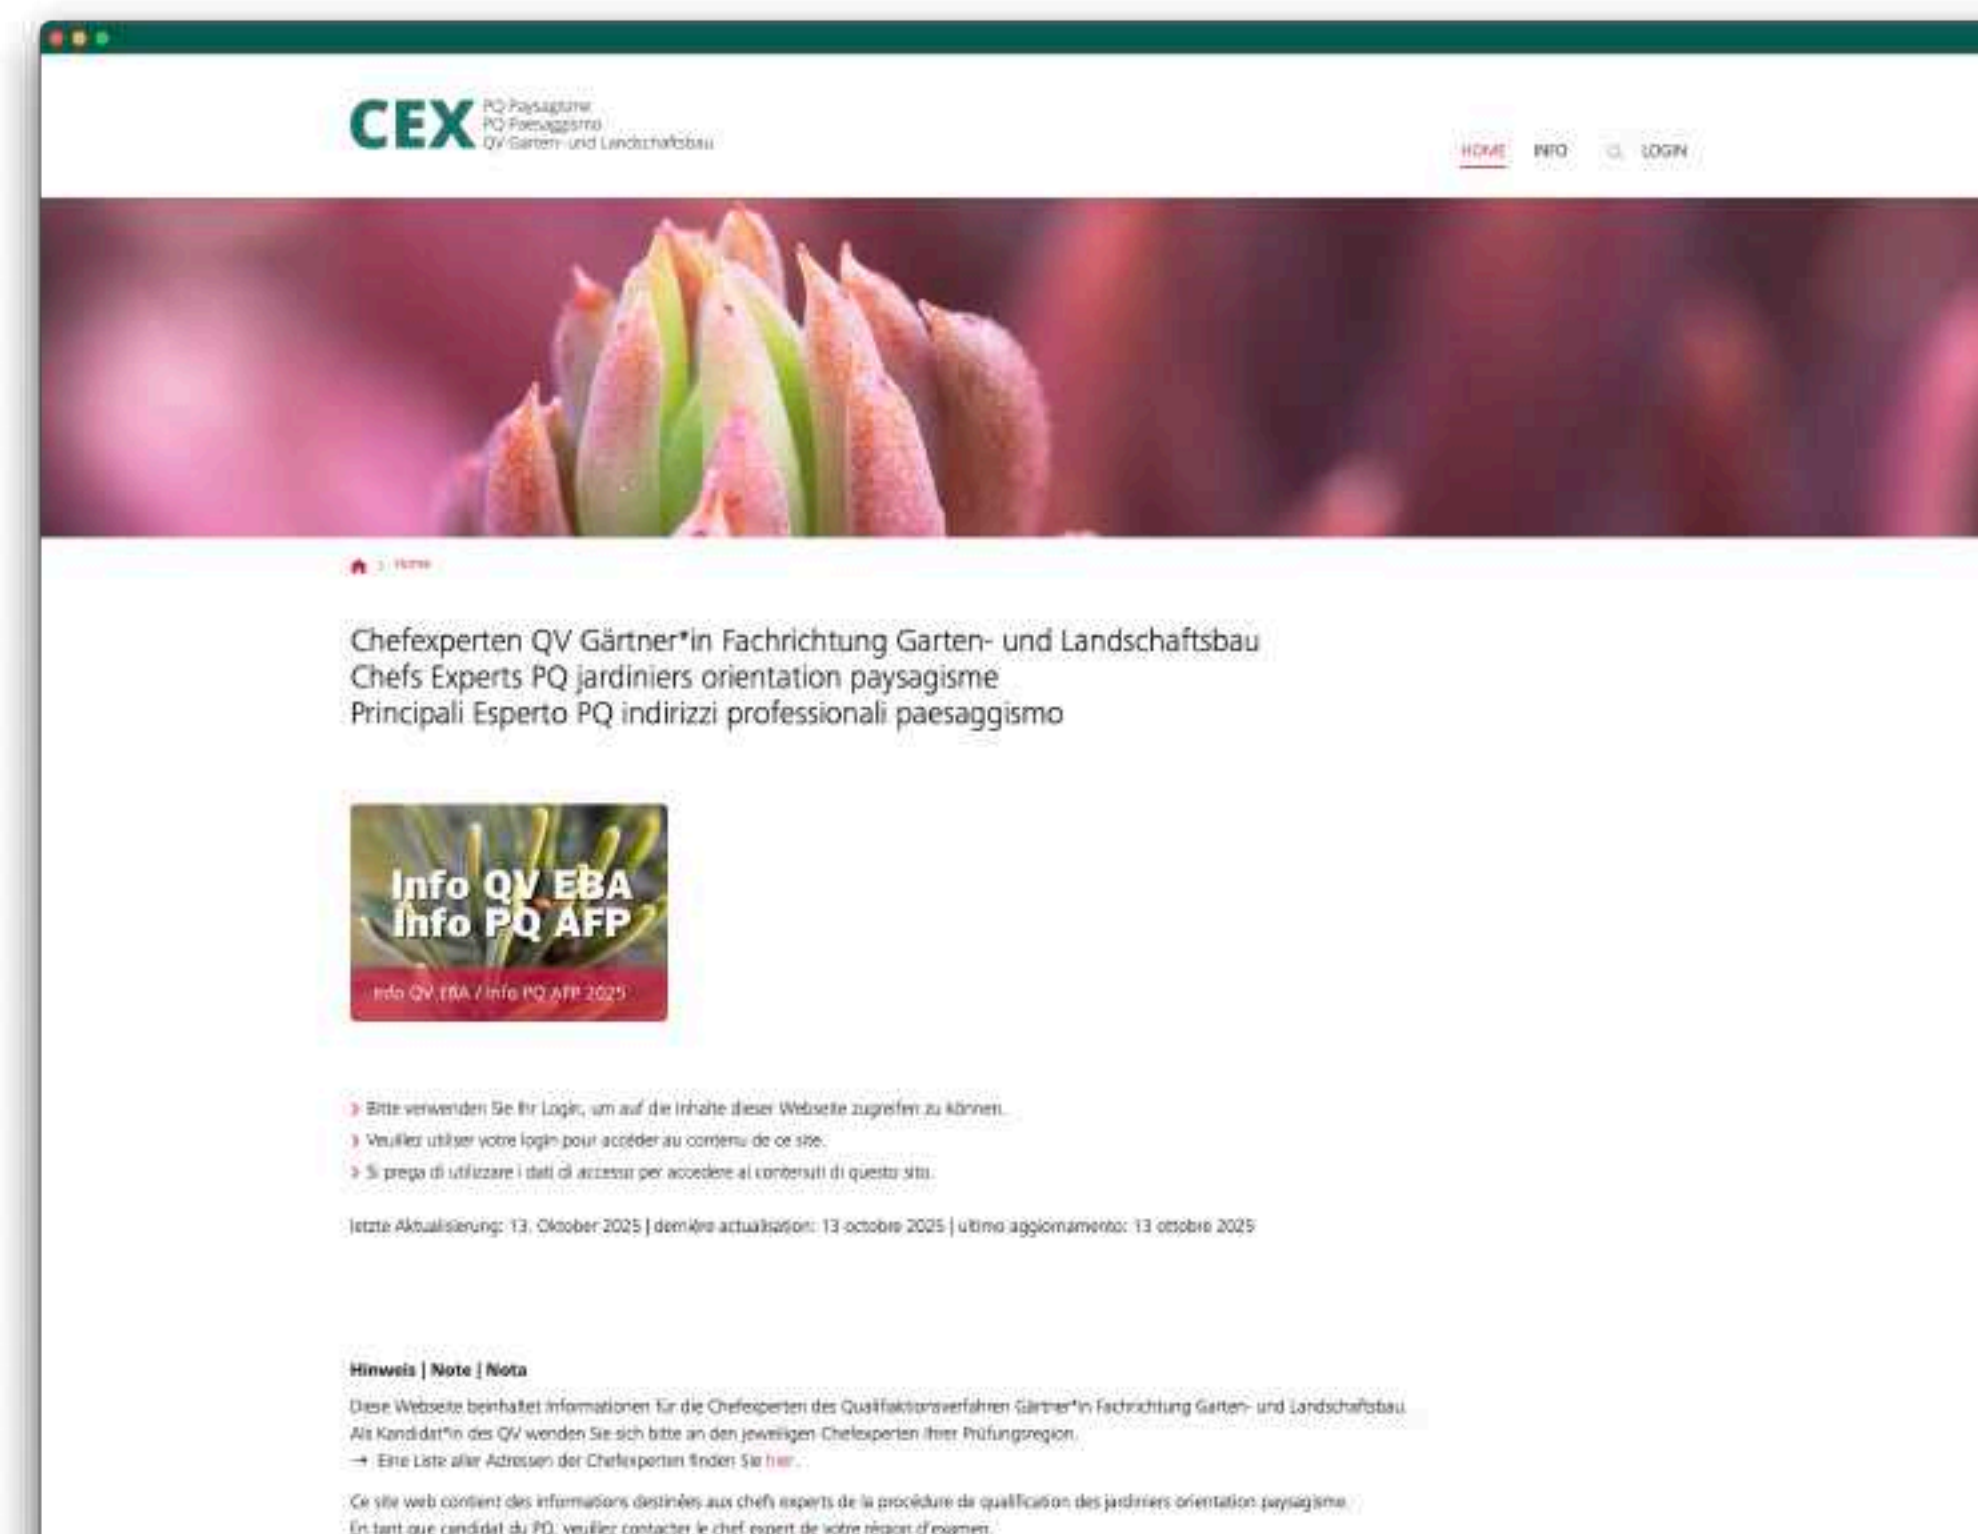 CEX
PQ Paysagisme
PQ Paesaggismo
QV Garten- und Landschaftsbau
HOME INFO LOGIN
Home
Chefexperten QV Gärtner*in Fachrichtung Garten- und Landschaftsbau
Chefs Experts PQ jardiniers orientation paysagisme
Principali Esperto PQ indirizzi professionali paesaggismo
Info QV EBA
Info PQ AFP
Info QV EBA / Info PQ AFP 2025
Bitte verwenden Sie Ihr Login, um auf die Inhalte dieser Webseite zugreifen zu können.
Veuillez utiliser votre login pour accéder au contenu de ce site.
Si prega di utilizzare i dati di accesso per accedere ai contenuti di questo sito.
letzte Aktualisierung: 13. Oktober 2025 | dernière actualisation: 13 octobre 2025 | ultimo aggiornamento: 13 ottobre 2025
Hinweis | Note | Nota
Diese Webseite beinhaltet Informationen für die Chefexperten des Qualifaktionsverfahren Gärtner*in Fachrichtung Garten- und Landschaftsbau.
Als Kandidat*in des QV wenden Sie sich bitte an den jeweiligen Chefexperten Ihrer Prüfungsregion.
→ Eine Liste aller Adressen der Chefexperten finden Sie hier.
Ce site web contient des informations destinées aux chefs experts de la procédure de qualification des jardiniers orientation paysagisme.
En tant que candidat du PQ, veuillez contacter le chef expert de votre région d'examen.